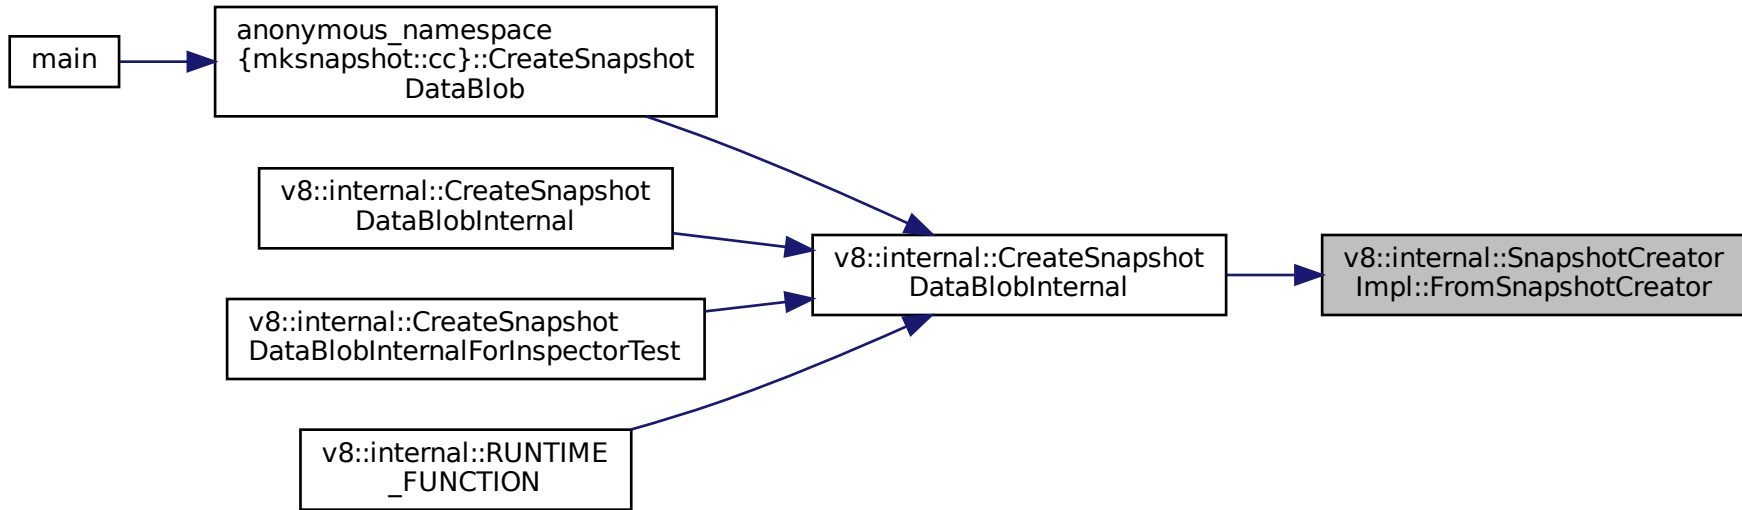 main
anonymous_namespace
{mksnapshot::cc}::CreateSnapshot
DataBlob
v8::internal::CreateSnapshot
DataBlobInternal
v8::internal::CreateSnapshot
DataBlobInternalForInspectorTest
v8::internal::RUNTIME
_FUNCTION
v8::internal::CreateSnapshot
DataBlobInternal
v8::internal::SnapshotCreator
Impl::FromSnapshotCreator